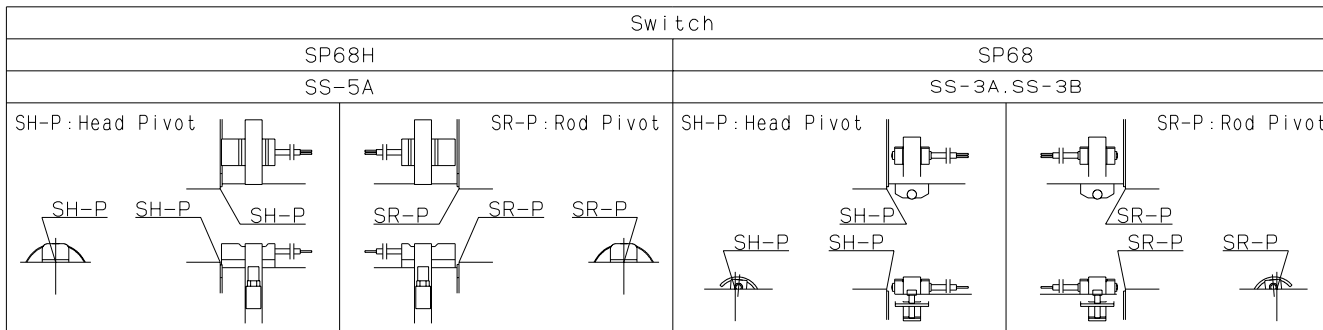 Switch
SP68H SP68
SS-5A SS-3A.SS-3B
SH-P:Head Pivot SR-P:Rod Pivot SH-P:Head Pivot SR-P:Rod Pivot
SH-P SH-P SH-P SR-P SR-P SR-P SH-P SR-P
SH-P SH-P SR-P SR-P